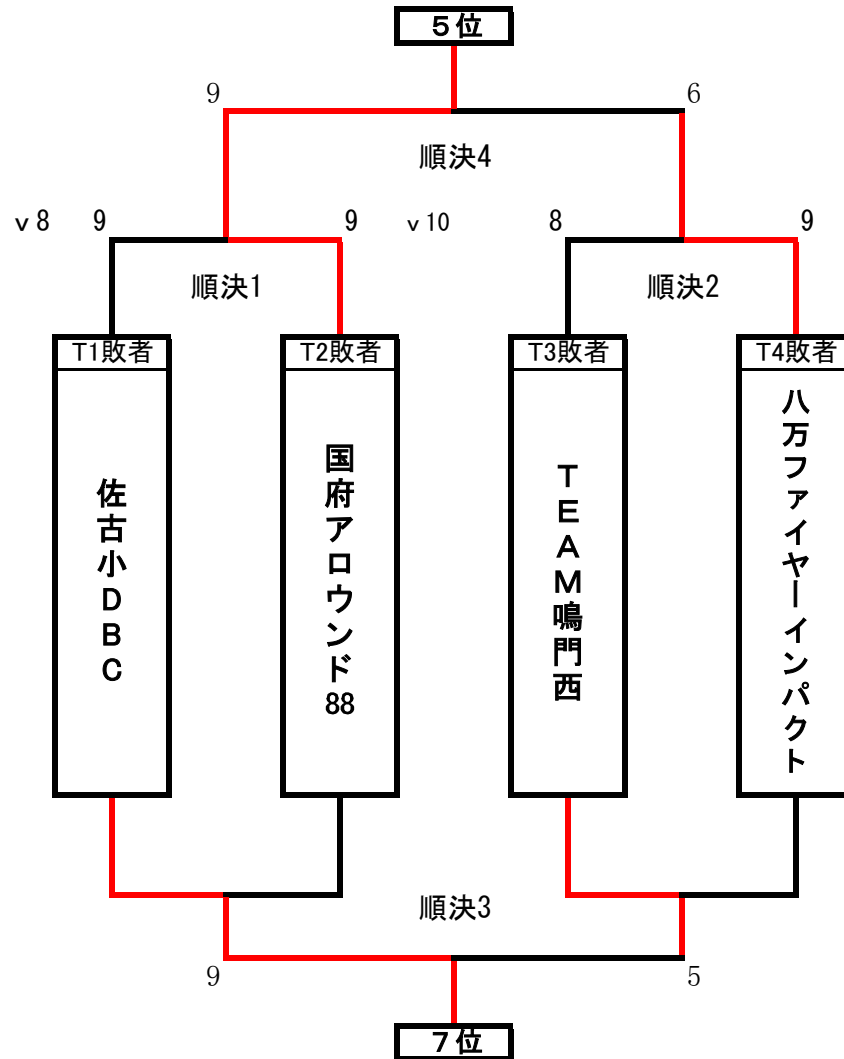 5位
9 6
順決4
v 8 9 9 v 10 8 9
順決1 順決2
T1敗者 T2敗者 T3敗者 T4敗者
佐古小DBC
国府アロウンド88
TEAM鳴門西
八万ファイヤーインパクト
順決3
9 5
7位